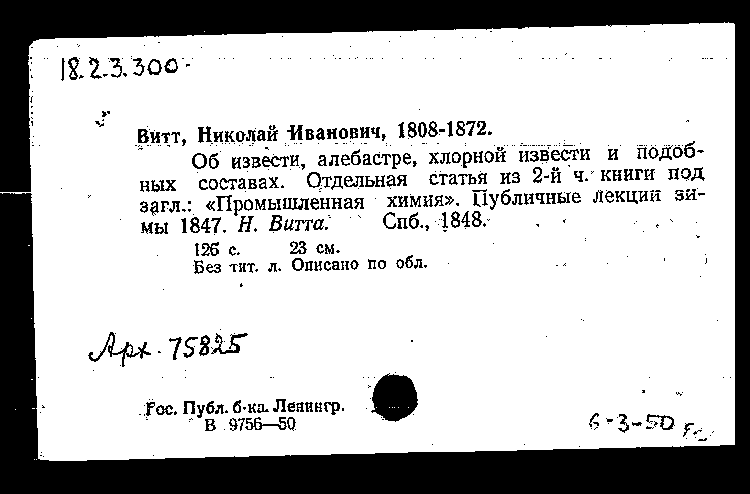 18.2.3.300
Витт, Николай Иванович, 1808-1872.
Об извести, алебастре, хлорной извести и подоб-
ных составах. Отдельная статья из 2-й ч. книги под
загл.: «Промышленная химия». Публичные лекции зи-
мы 1847. Н. Витта. Спб., 1848.
126 с. 23 см.
Без тит. л. Описано по обл.
Арх. 75825
Гос. Публ. б-ка. Ленингр.
В 9756—50
6-3-50